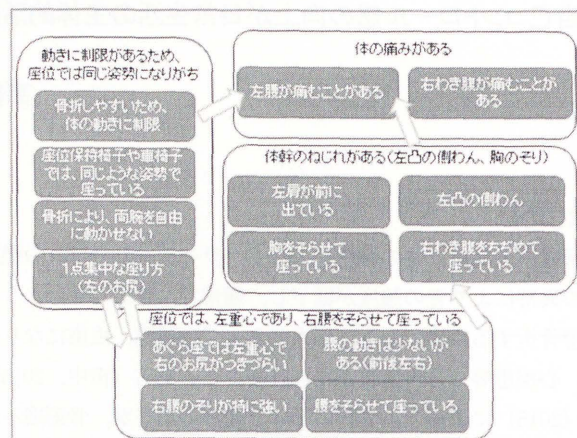 動きに制限があるため、
座位では同じ姿勢になりがち
骨折しやすいため、
体の動きに制限
座位保持椅子や車椅子
では、同じような姿勢で
座っている
骨折により、両腕を自由
に動かせない
1点集中な座り方
(左のお尻)
体の痛みがある
左腰が痛むことがある
右わき腹が痛むことが
ある
体幹のねじれがある(左凸の側わん、胸のそり)
左肩が前に
出ている
左凸の側わん
胸をそらせて
座っている
右わき腹をちぢめて
座っている
座位では、左重心であり、右腰をそらせて座っている
あぐら座では左重心で
右のお尻がつきづらい
腰の動きは少ないが
ある(前後左右)
右腰のそりが特に強い
腰をそらせて座っている